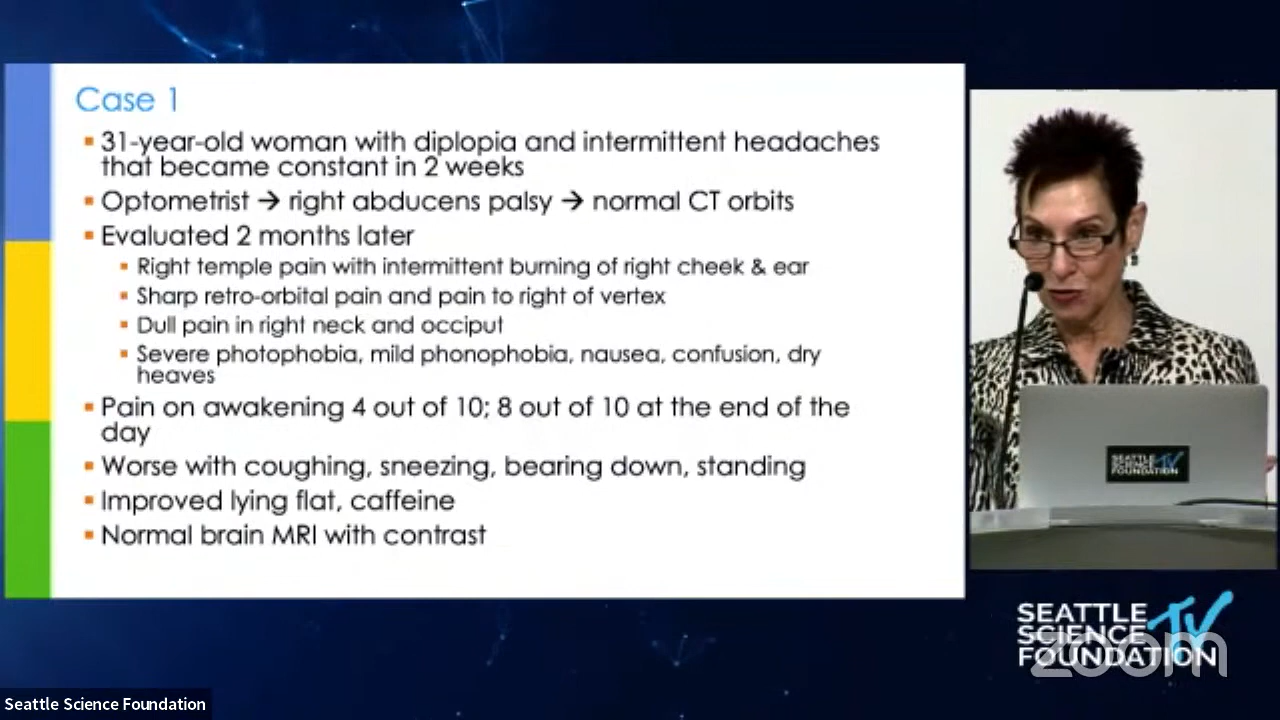 Case 1
▪ 31-year-old woman with diplopia and intermittent headaches
that became constant in 2 weeks
▪ Optometrist → right abducens palsy → normal CT orbits
▪ Evaluated 2 months later
▪ Right temple pain with intermittent burning of right cheek & ear
▪ Sharp retro-orbital pain and pain to right of vertex
▪ Dull pain in right neck and occiput
▪ Severe photophobia, mild phonophobia, nausea, confusion, dry
heaves
▪ Pain on awakening 4 out of 10; 8 out of 10 at the end of the
day
▪ Worse with coughing, sneezing, bearing down, standing
▪ Improved lying flat, caffeine
▪ Normal brain MRI with contrast
SEATTLE
SCIENCE TV
FOUNDATION
SEATTLE
SCIENCE TV
FOUNDATION
zoom
Seattle Science Foundation